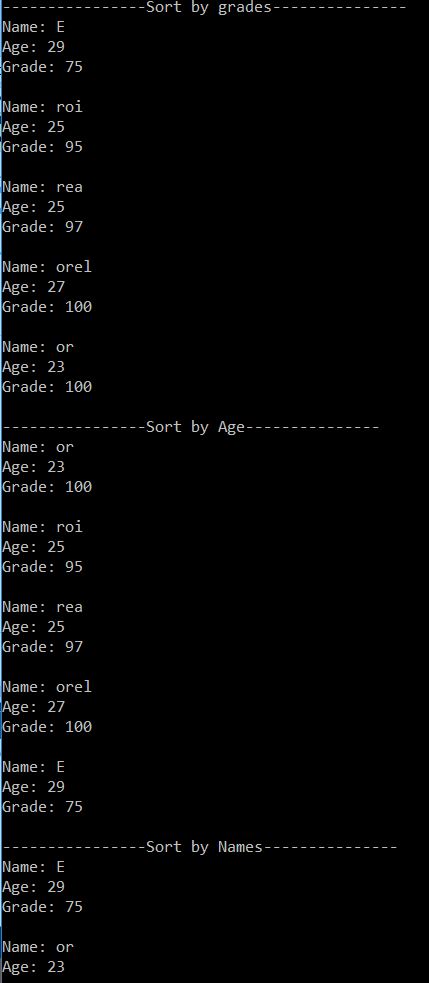 ----------------Sort by grades---------------
Name: E
Age: 29
Grade: 75
Name: roi
Age: 25
Grade: 95
Name: rea
Age: 25
Grade: 97
Name: orel
Age: 27
Grade: 100
Name: or
Age: 23
Grade: 100
----------------Sort by Age---------------
Name: or
Age: 23
Grade: 100
Name: roi
Age: 25
Grade: 95
Name: rea
Age: 25
Grade: 97
Name: orel
Age: 27
Grade: 100
Name: E
Age: 29
Grade: 75
----------------Sort by Names---------------
Name: E
Age: 29
Grade: 75
Name: or
Age: 23